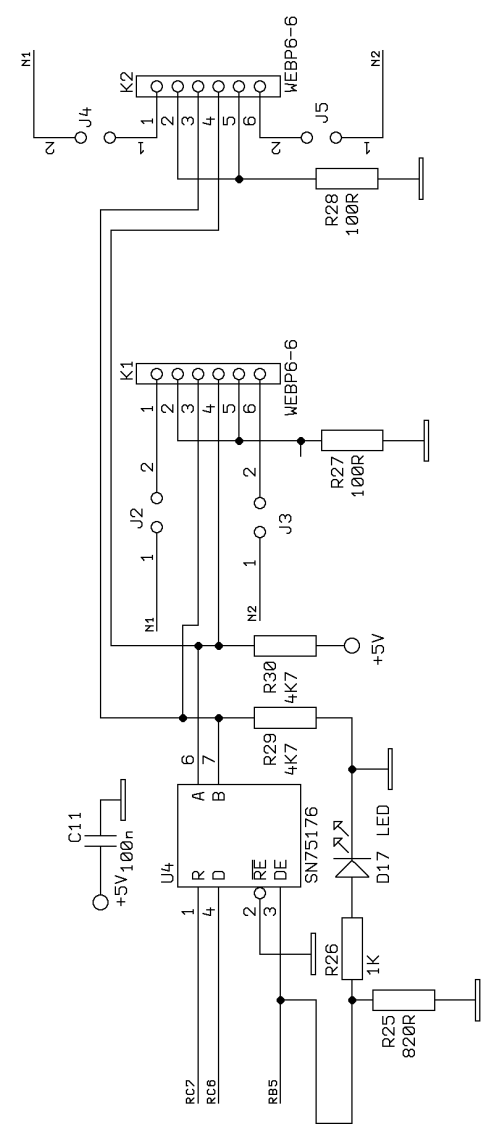 N1
N2
K2
WEBP6-6
1
2
3
4
5
6
J4
J5
2
1
2
1
R28
100R
K1
WEBP6-6
1
2
3
4
5
6
2
2
R27
100R
J2
J3
1
1
N1
N2
R30
4K7
+5V
R29
4K7
6
7
A
B
C11
100n
+5V
U4
SN75176
R
D
RE
DE
LED
D17
1
4
2
3
R26
1K
R25
820R
RC7
RC6
RB5